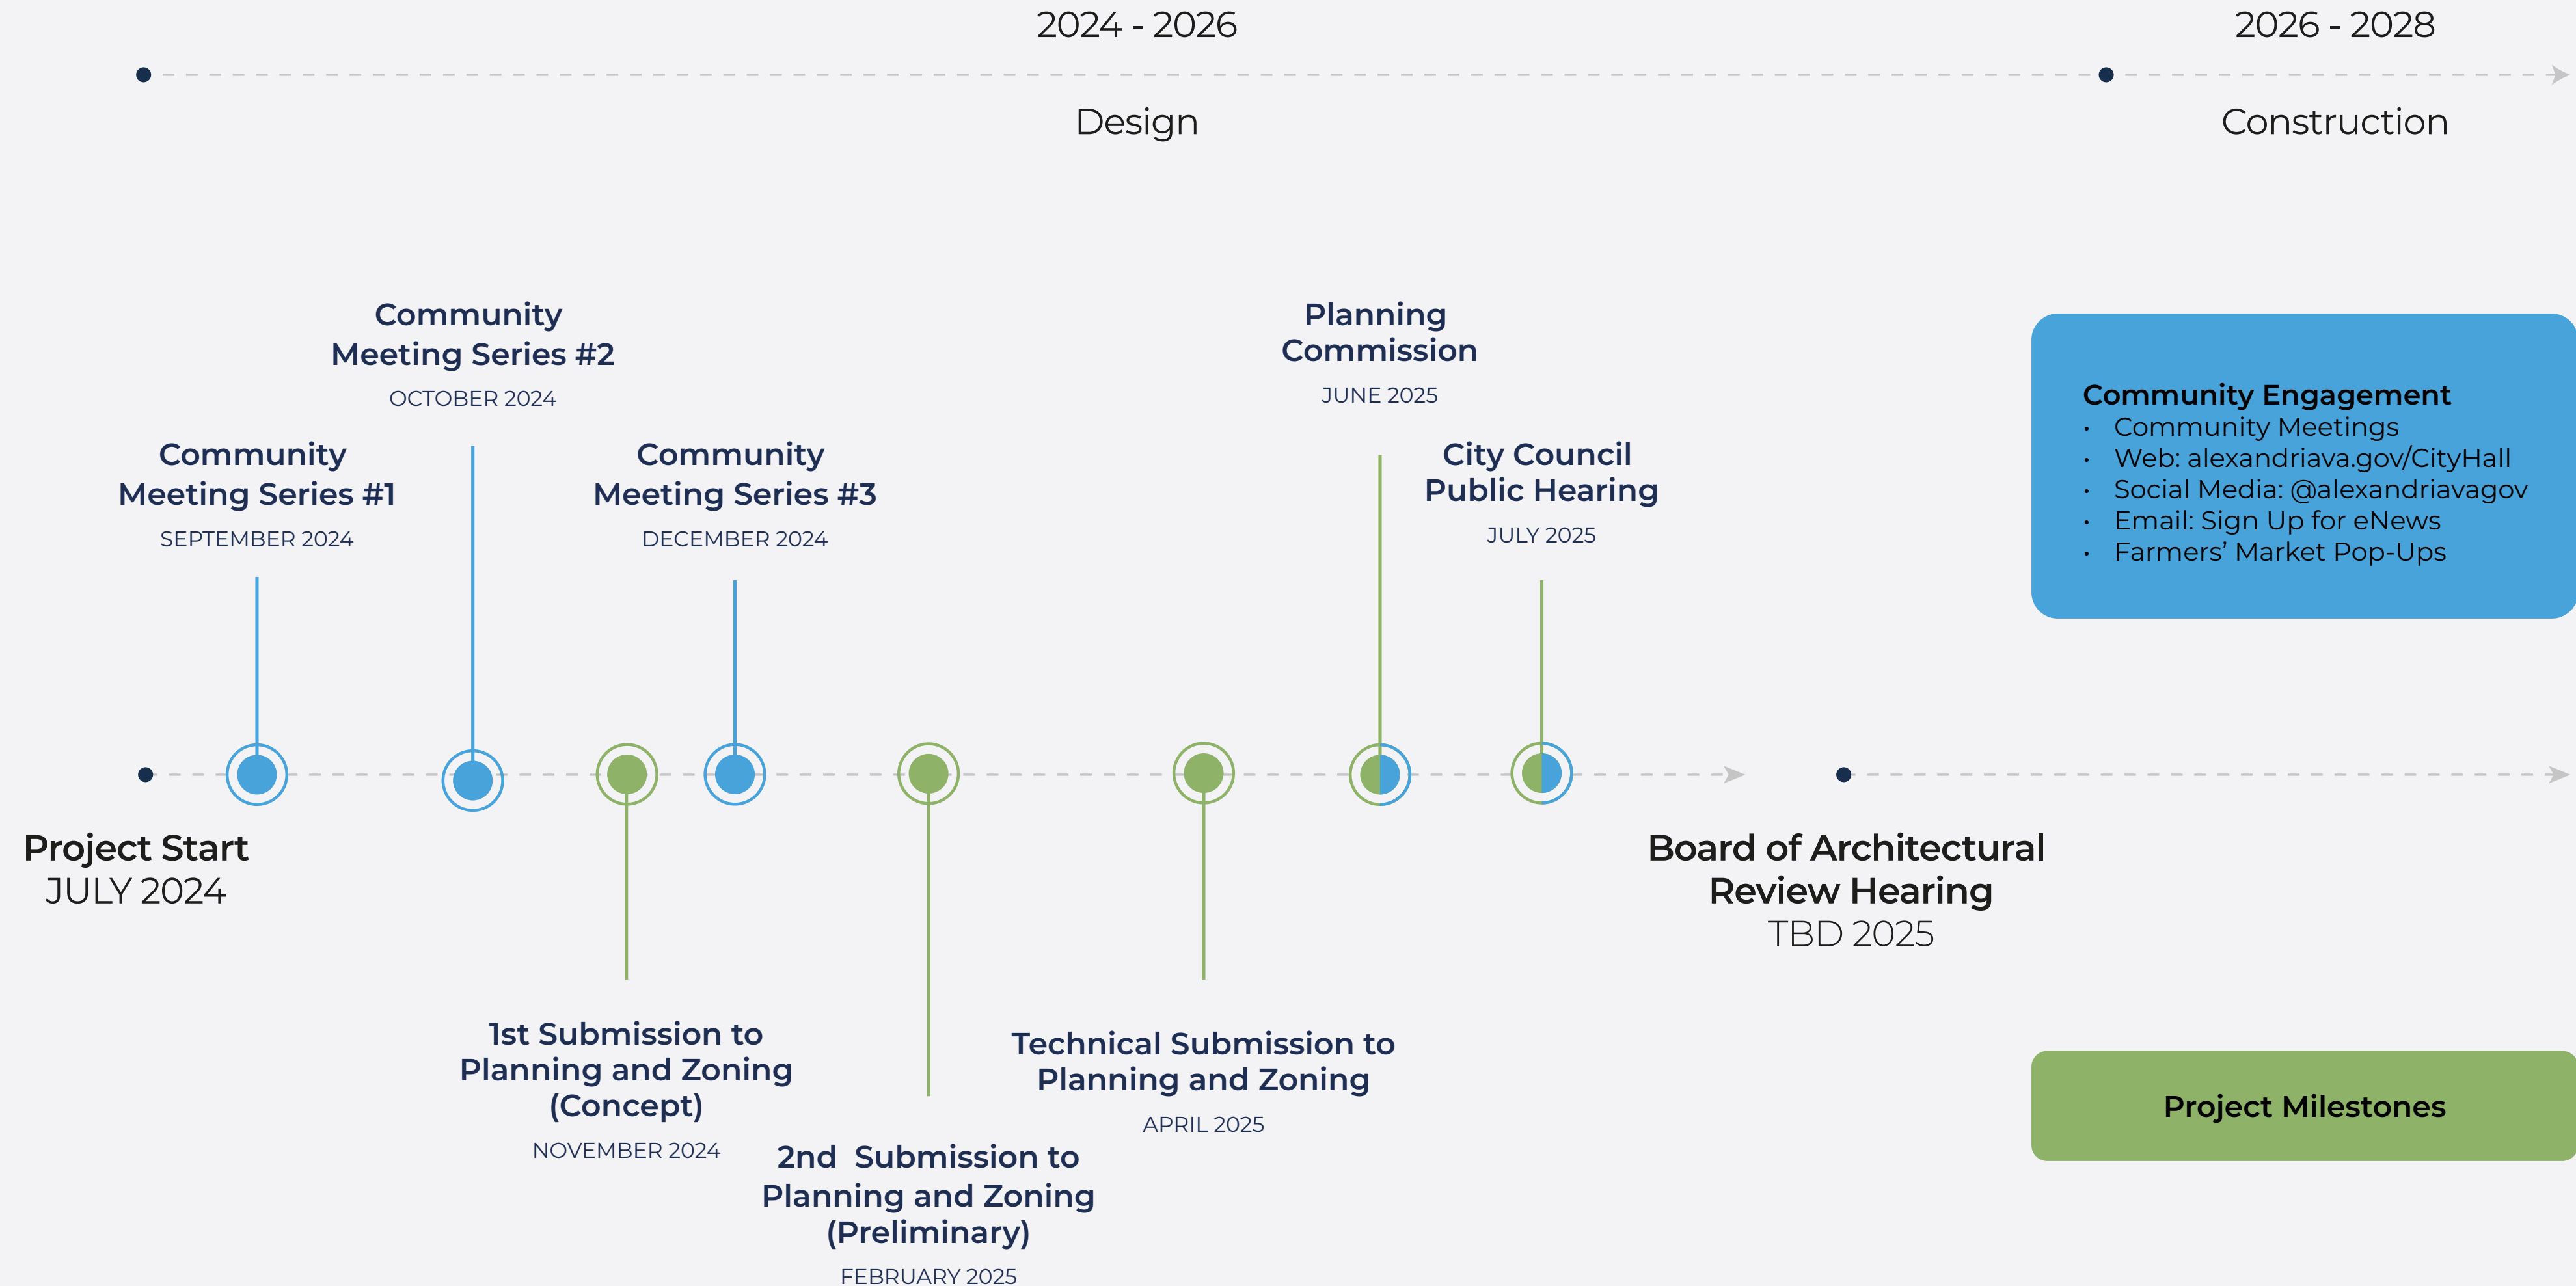 2024 - 2026
2026 - 2028
Design
Construction
Community
Meeting Series #2
OCTOBER 2024
Planning
Commission
JUNE 2025
Community
Meeting Series #1
SEPTEMBER 2024
Community
Meeting Series #3
DECEMBER 2024
City Council
Public Hearing
JULY 2025
Community Engagement
• Community Meetings
• Web: alexandriava.gov/CityHall
• Social Media: @alexandriavagov
• Email: Sign Up for eNews
• Farmers’ Market Pop-Ups
Project Start
JULY 2024
Board of Architectural
Review Hearing
TBD 2025
1st Submission to
Planning and Zoning
(Concept)
NOVEMBER 2024
2nd  Submission to
Planning and Zoning
(Preliminary)
FEBRUARY 2025
Technical Submission to
Planning and Zoning
APRIL 2025
Project Milestones